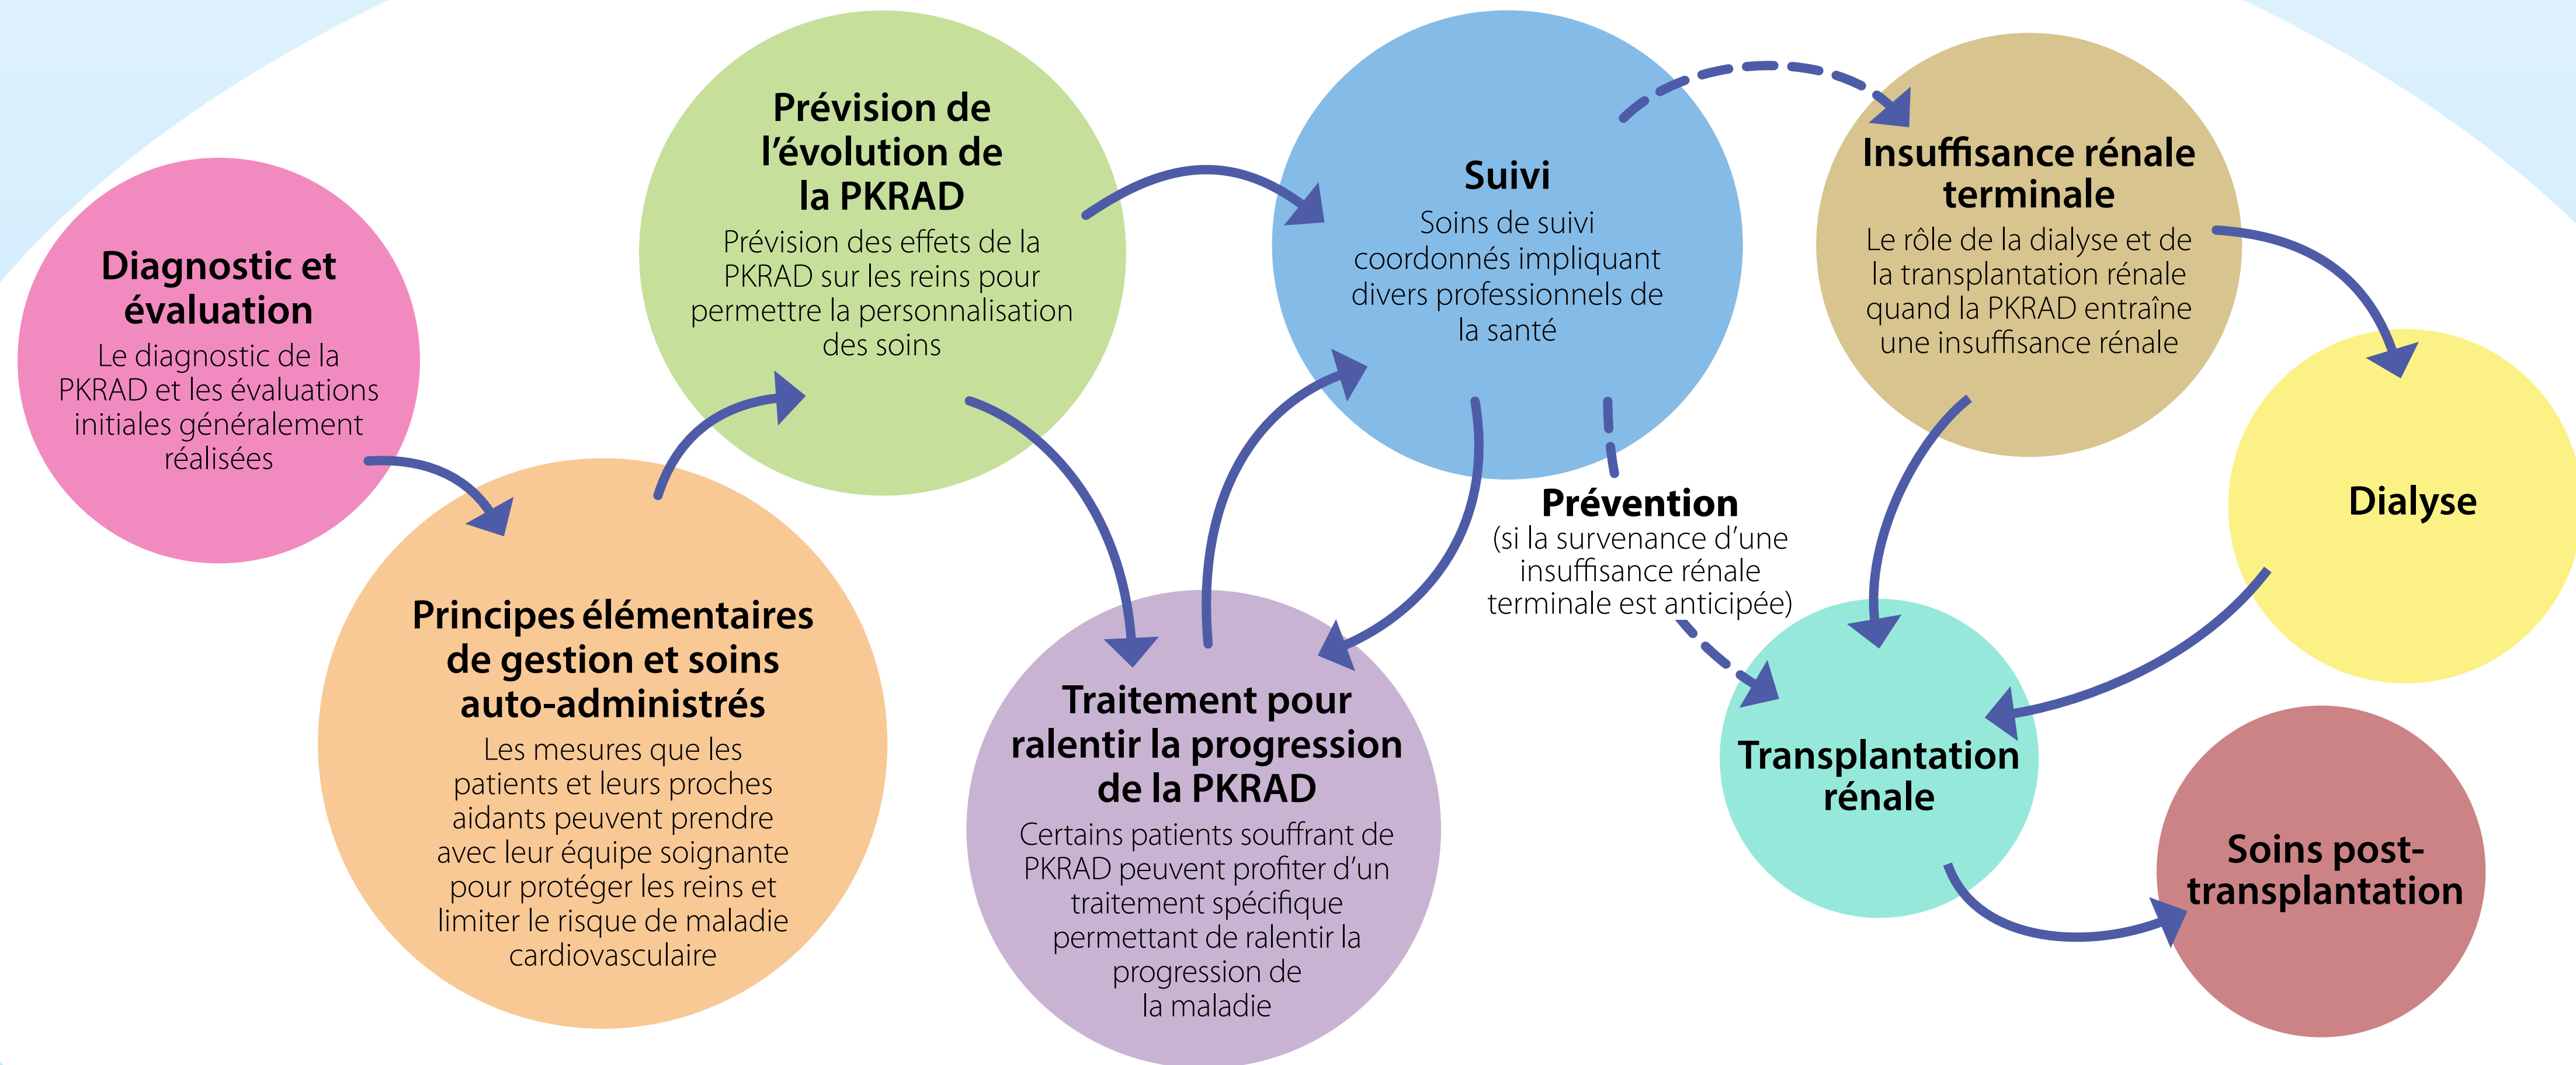 Diagnostic et
évaluation
Le diagnostic de la
PKRAD et les évaluations
initiales généralement
réalisées
Principes élémentaires
de gestion et soins
auto-administrés
Les mesures que les
patients et leurs proches
aidants peuvent prendre
avec leur équipe soignante
pour protéger les reins et
limiter le risque de maladie
cardiovasculaire
Prévision de
l’évolution de
la PKRAD
Prévision des effets de la
PKRAD sur les reins pour
permettre la personnalisation
des soins
Traitement pour
ralentir la progression
de la PKRAD
Certains patients souffrant de
PKRAD peuvent profiter d’un
traitement spécifique
permettant de ralentir la
progression de
la maladie
Suivi
Soins de suivi
coordonnés impliquant
divers professionnels de
la santé
Prévention
(si la survenance d’une
insuffisance rénale
terminale est anticipée)
Insuffisance rénale
terminale
Le rôle de la dialyse et de
la transplantation rénale
quand la PKRAD entraîne
une insuffisance rénale
Dialyse
Transplantation
rénale
Soins post-
transplantation